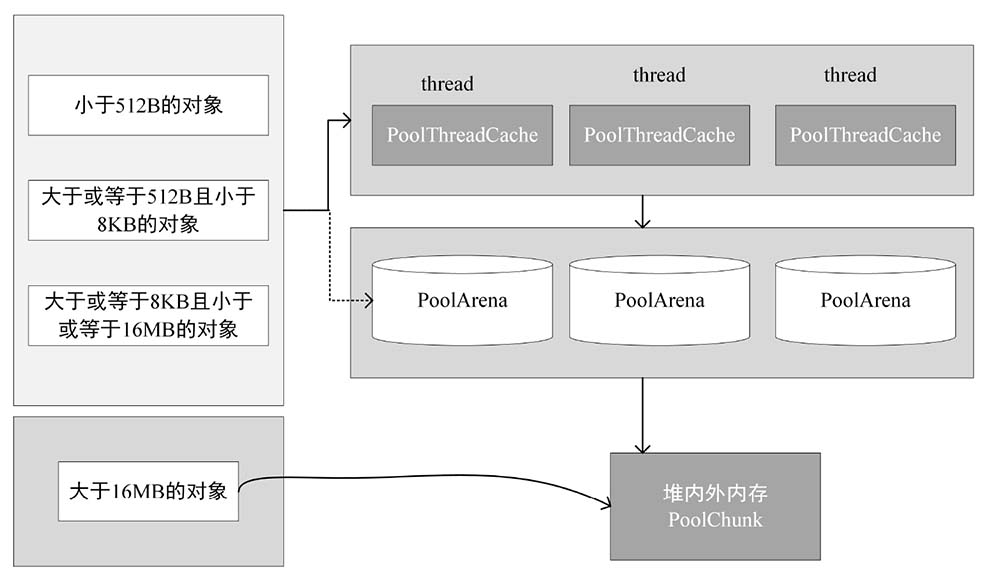 小于512B的对象
大于或等于512B且小于
8KB的对象
大于或等于8KB且小于
或等于16MB的对象
大于16MB的对象
thread
thread
thread
PoolThreadCache
PoolThreadCache
PoolThreadCache
PoolArena
PoolArena
PoolArena
堆内外内存
PoolChunk